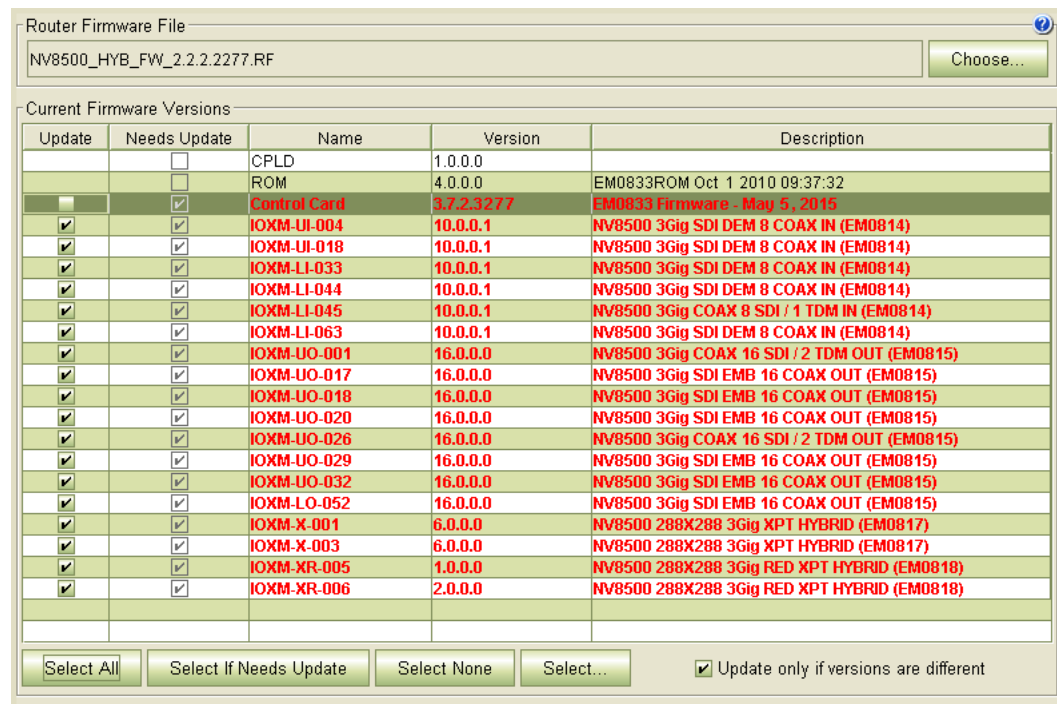 Router Firmware File
NV8500_HYB_FW_2.2.2.2277.RF
Choose...
Current Firmware Versions
Update Needs Update Name Version Description
CPLD 1.0.0.0
ROM 4.0.0.0 EM0833ROM Oct 1 2010 09:37:32
Control Card 3.7.2.3277 EM0833 Firmware - May 5, 2015
IOXM-UI-004 10.0.0.1 NV8500 3Gig SDI DEM 8 COAX IN (EM0814)
IOXM-UI-018 10.0.0.1 NV8500 3Gig SDI DEM 8 COAX IN (EM0814)
IOXM-LI-033 10.0.0.1 NV8500 3Gig SDI DEM 8 COAX IN (EM0814)
IOXM-LI-044 10.0.0.1 NV8500 3Gig SDI DEM 8 COAX IN (EM0814)
IOXM-LI-045 10.0.0.1 NV8500 3Gig COAX 8 SDI / 1 TDM IN (EM0814)
IOXM-LI-063 10.0.0.1 NV8500 3Gig SDI DEM 8 COAX IN (EM0814)
IOXM-UO-001 16.0.0.0 NV8500 3Gig COAX 16 SDI / 2 TDM OUT (EM0815)
IOXM-UO-017 16.0.0.0 NV8500 3Gig SDI EMB 16 COAX OUT (EM0815)
IOXM-UO-018 16.0.0.0 NV8500 3Gig SDI EMB 16 COAX OUT (EM0815)
IOXM-UO-020 16.0.0.0 NV8500 3Gig SDI EMB 16 COAX OUT (EM0815)
IOXM-UO-026 16.0.0.0 NV8500 3Gig COAX 16 SDI / 2 TDM OUT (EM0815)
IOXM-UO-029 16.0.0.0 NV8500 3Gig SDI EMB 16 COAX OUT (EM0815)
IOXM-UO-032 16.0.0.0 NV8500 3Gig SDI EMB 16 COAX OUT (EM0815)
IOXM-LO-052 16.0.0.0 NV8500 3Gig SDI EMB 16 COAX OUT (EM0815)
IOXM-X-001 6.0.0.0 NV8500 288X288 3Gig XPT HYBRID (EM0817)
IOXM-X-003 6.0.0.0 NV8500 288X288 3Gig XPT HYBRID (EM0817)
IOXM-XR-005 1.0.0.0 NV8500 288X288 3Gig RED XPT HYBRID (EM0818)
IOXM-XR-006 2.0.0.0 NV8500 288X288 3Gig RED XPT HYBRID (EM0818)
Select All Select If Needs Update Select None Select... Update only if versions are different